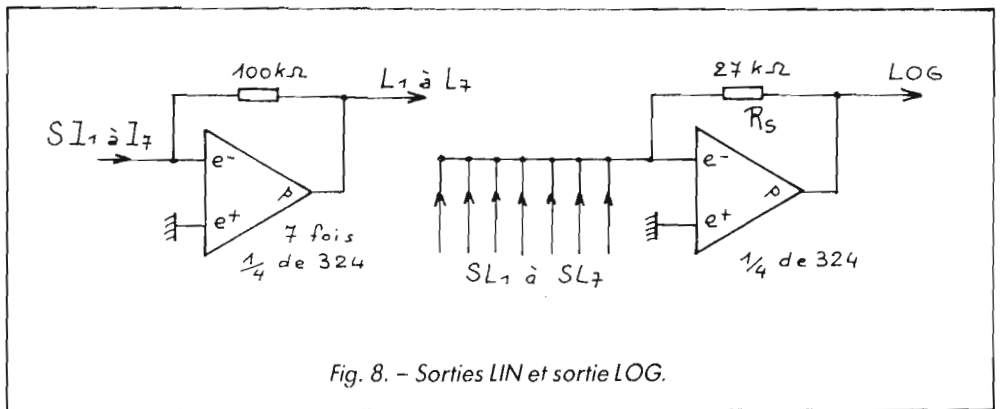 100kΩ
L1 à L7
SI1 à I7
e-
e+
s
7 fois
1/4 de 324
27 kΩ
RS
LOG
e-
e+
s
1/4 de 324
SL1 à SL7
Fig. 8. – Sorties LIN et sortie LOG.